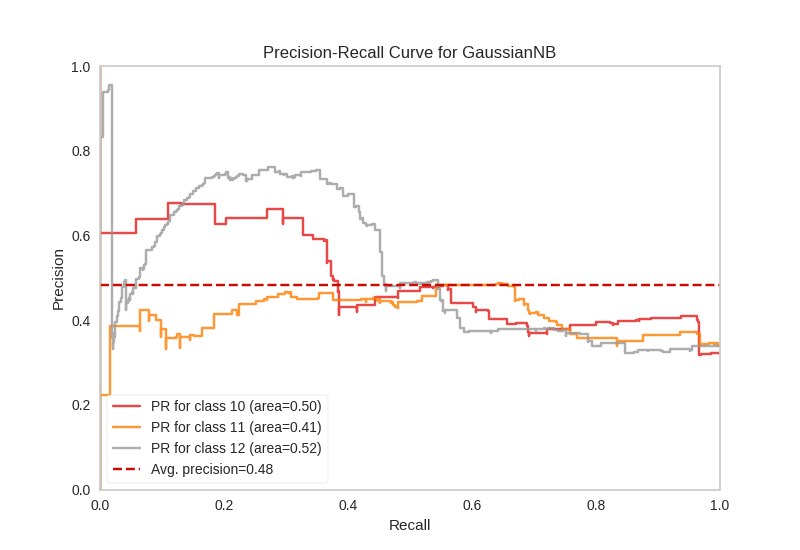 Precision-Recall Curve for GaussianNB
1.0
0.8
0.6
0.4
0.2
0.0
Precision
PR for class 10 (area=0.50)
PR for class 11 (area=0.41)
PR for class 12 (area=0.52)
Avg. precision=0.48
0.0 0.2 0.4 0.6 0.8 1.0
Recall